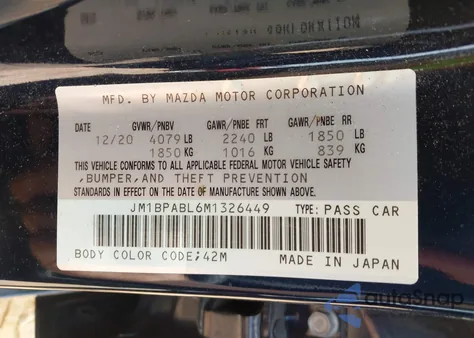 MFD. BY MAZDA MOTOR CORPORATION
DATE GVWR/PNBV GAWR/PNBE FRT GAWR/PNBE RR
12/20 4079 LB 2240 LB 1850 LB
1850 KG 1016 KG 839 KG
THIS VEHICLE CONFORMS TO ALL APPLICABLE FEDERAL MOTOR VEHICLE SAFETY
,BUMPER,AND THEFT PREVENTION
STANDARDS IN EFFECT ON THE DATE OF MANUFACTURE SHOWN ABOVE.
JM1BPABL6M1326449 TYPE: PASS CAR
BODY COLOR CODE;42M MADE IN JAPAN
autoSnap